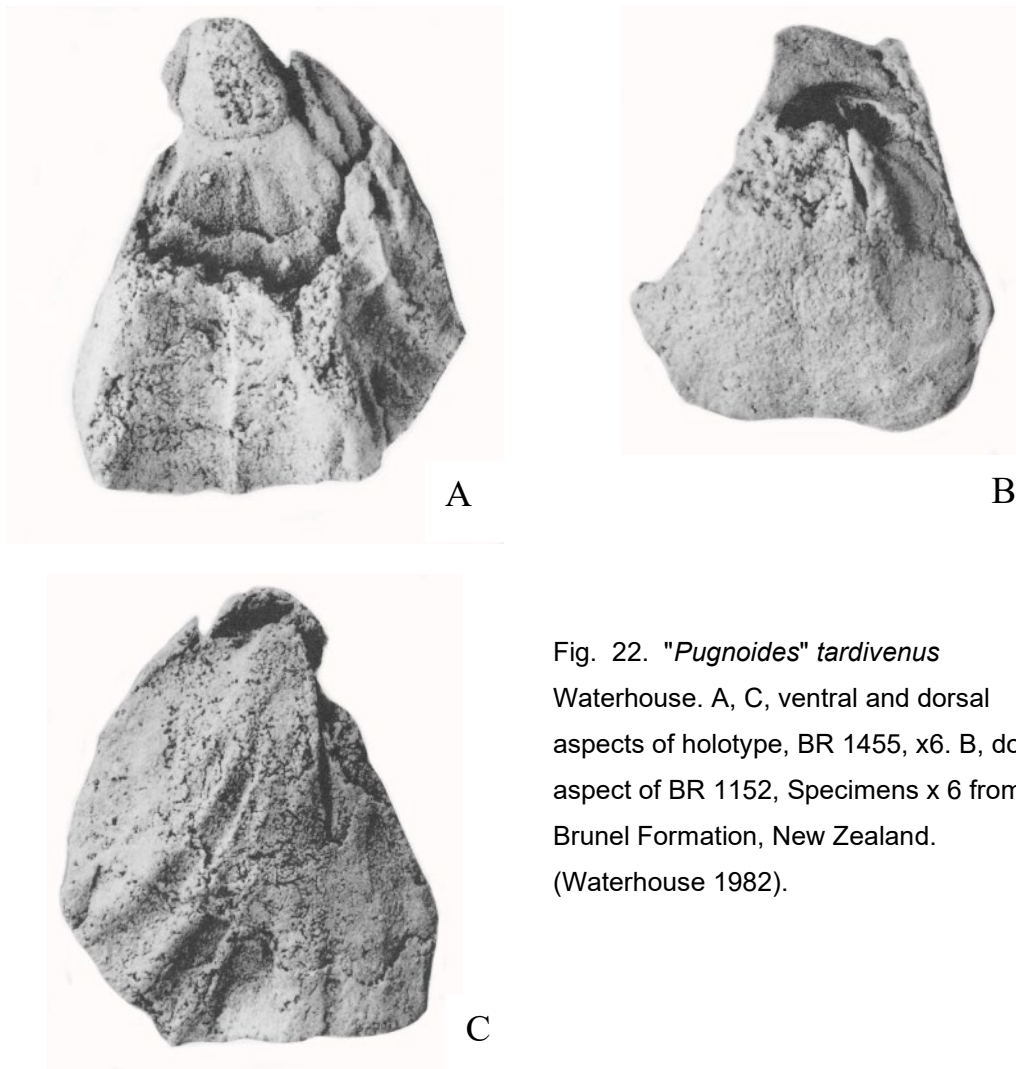 A
B
C
Fig. 22. "Pugnoides" tardivenus
Waterhouse. A, C, ventral and dorsal
aspects of holotype, BR 1455, x6. B, do
aspect of BR 1152, Specimens x 6 from
Brunel Formation, New Zealand.
(Waterhouse 1982).